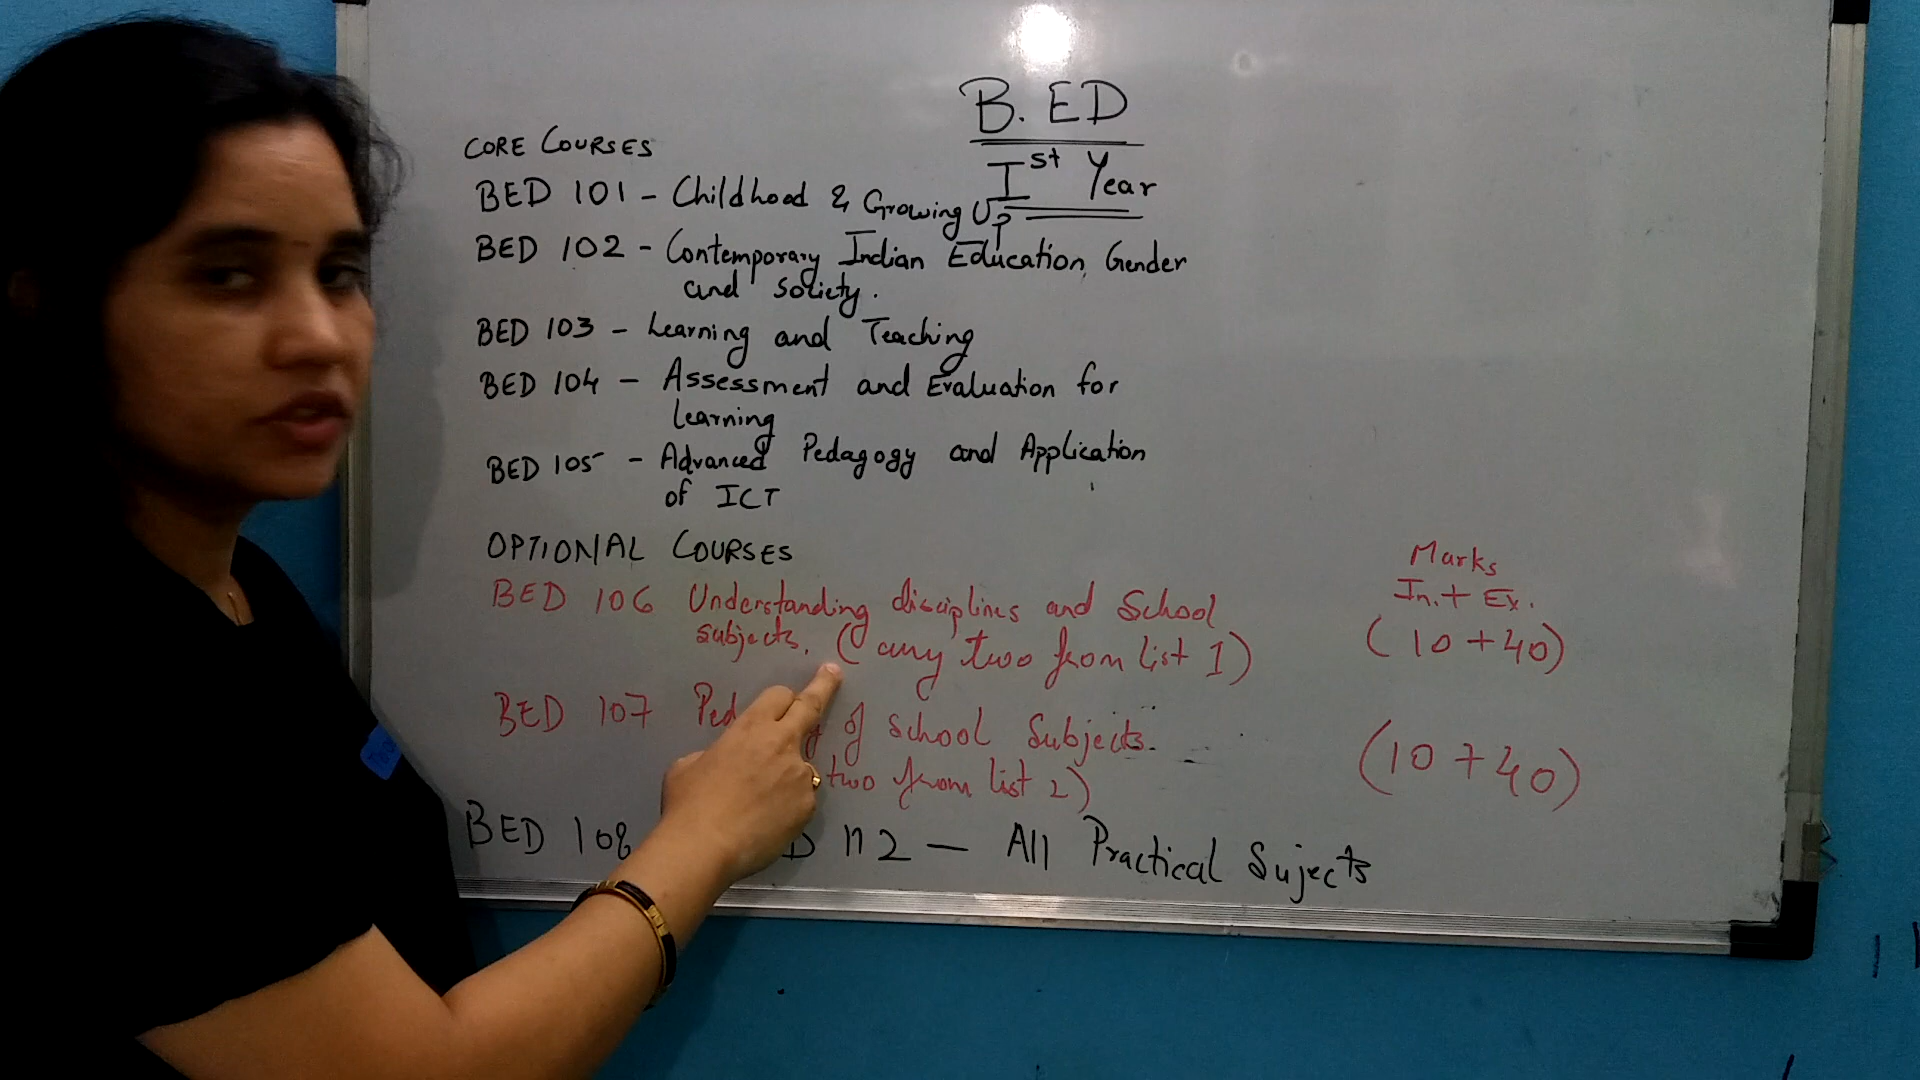 B. ED
Ist Year
CORE COURSES
BED 101 - Childhood & Growing Up
BED 102 - Contemporary Indian Education, Gender
and Society.
BED 103 - Learning and Teaching
BED 104 - Assessment and Evaluation for
Learning
BED 105 - Advanced Pedagogy and Application
of ICT
OPTIONAL COURSES
Marks
In. + Ex.
BED 106 Understanding disciplines and School
subjects. (any two from list 1) (10+40)
BED 107 of School Subjects. (10+40)
two from list 2)
BED 108 112 - All Practical Sujects